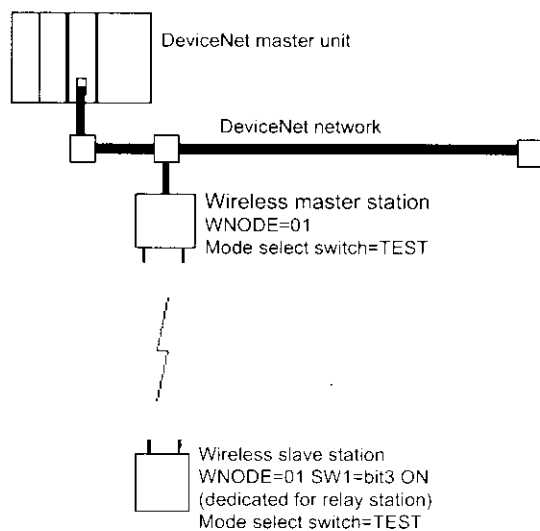 DeviceNet master unit
DeviceNet network
Wireless master station
WNODE=01
Mode select switch=TEST
Wireless slave station
WNODE=01 SW1=bit3 ON
(dedicated for relay station)
Mode select switch=TEST